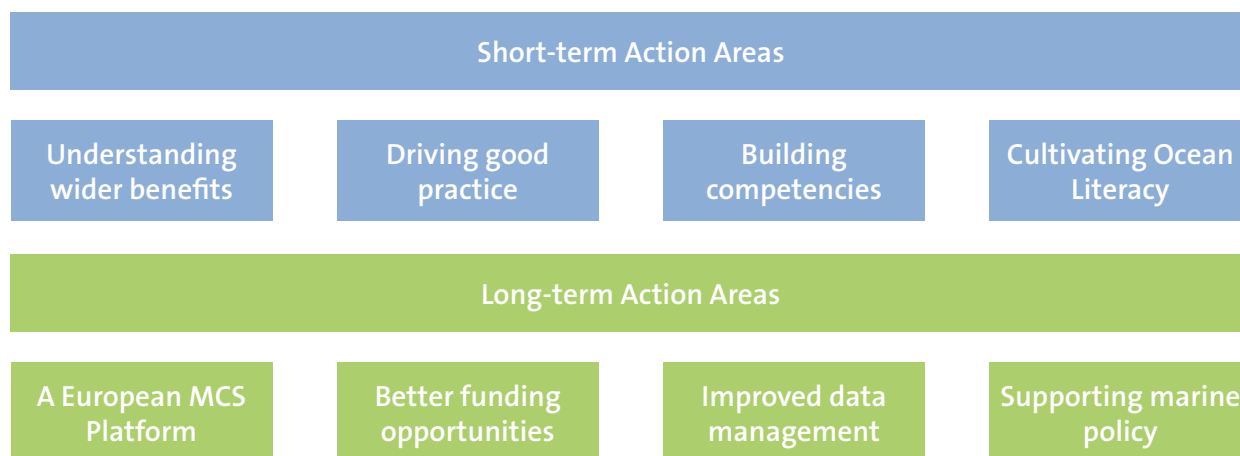 Short-term Action Areas
Understanding
wider benefits
Driving good
practice
Building
competencies
Cultivating Ocean
Literacy
Long-term Action Areas
A European MCS
Platform
Better funding
opportunities
Improved data
management
Supporting marine
policy